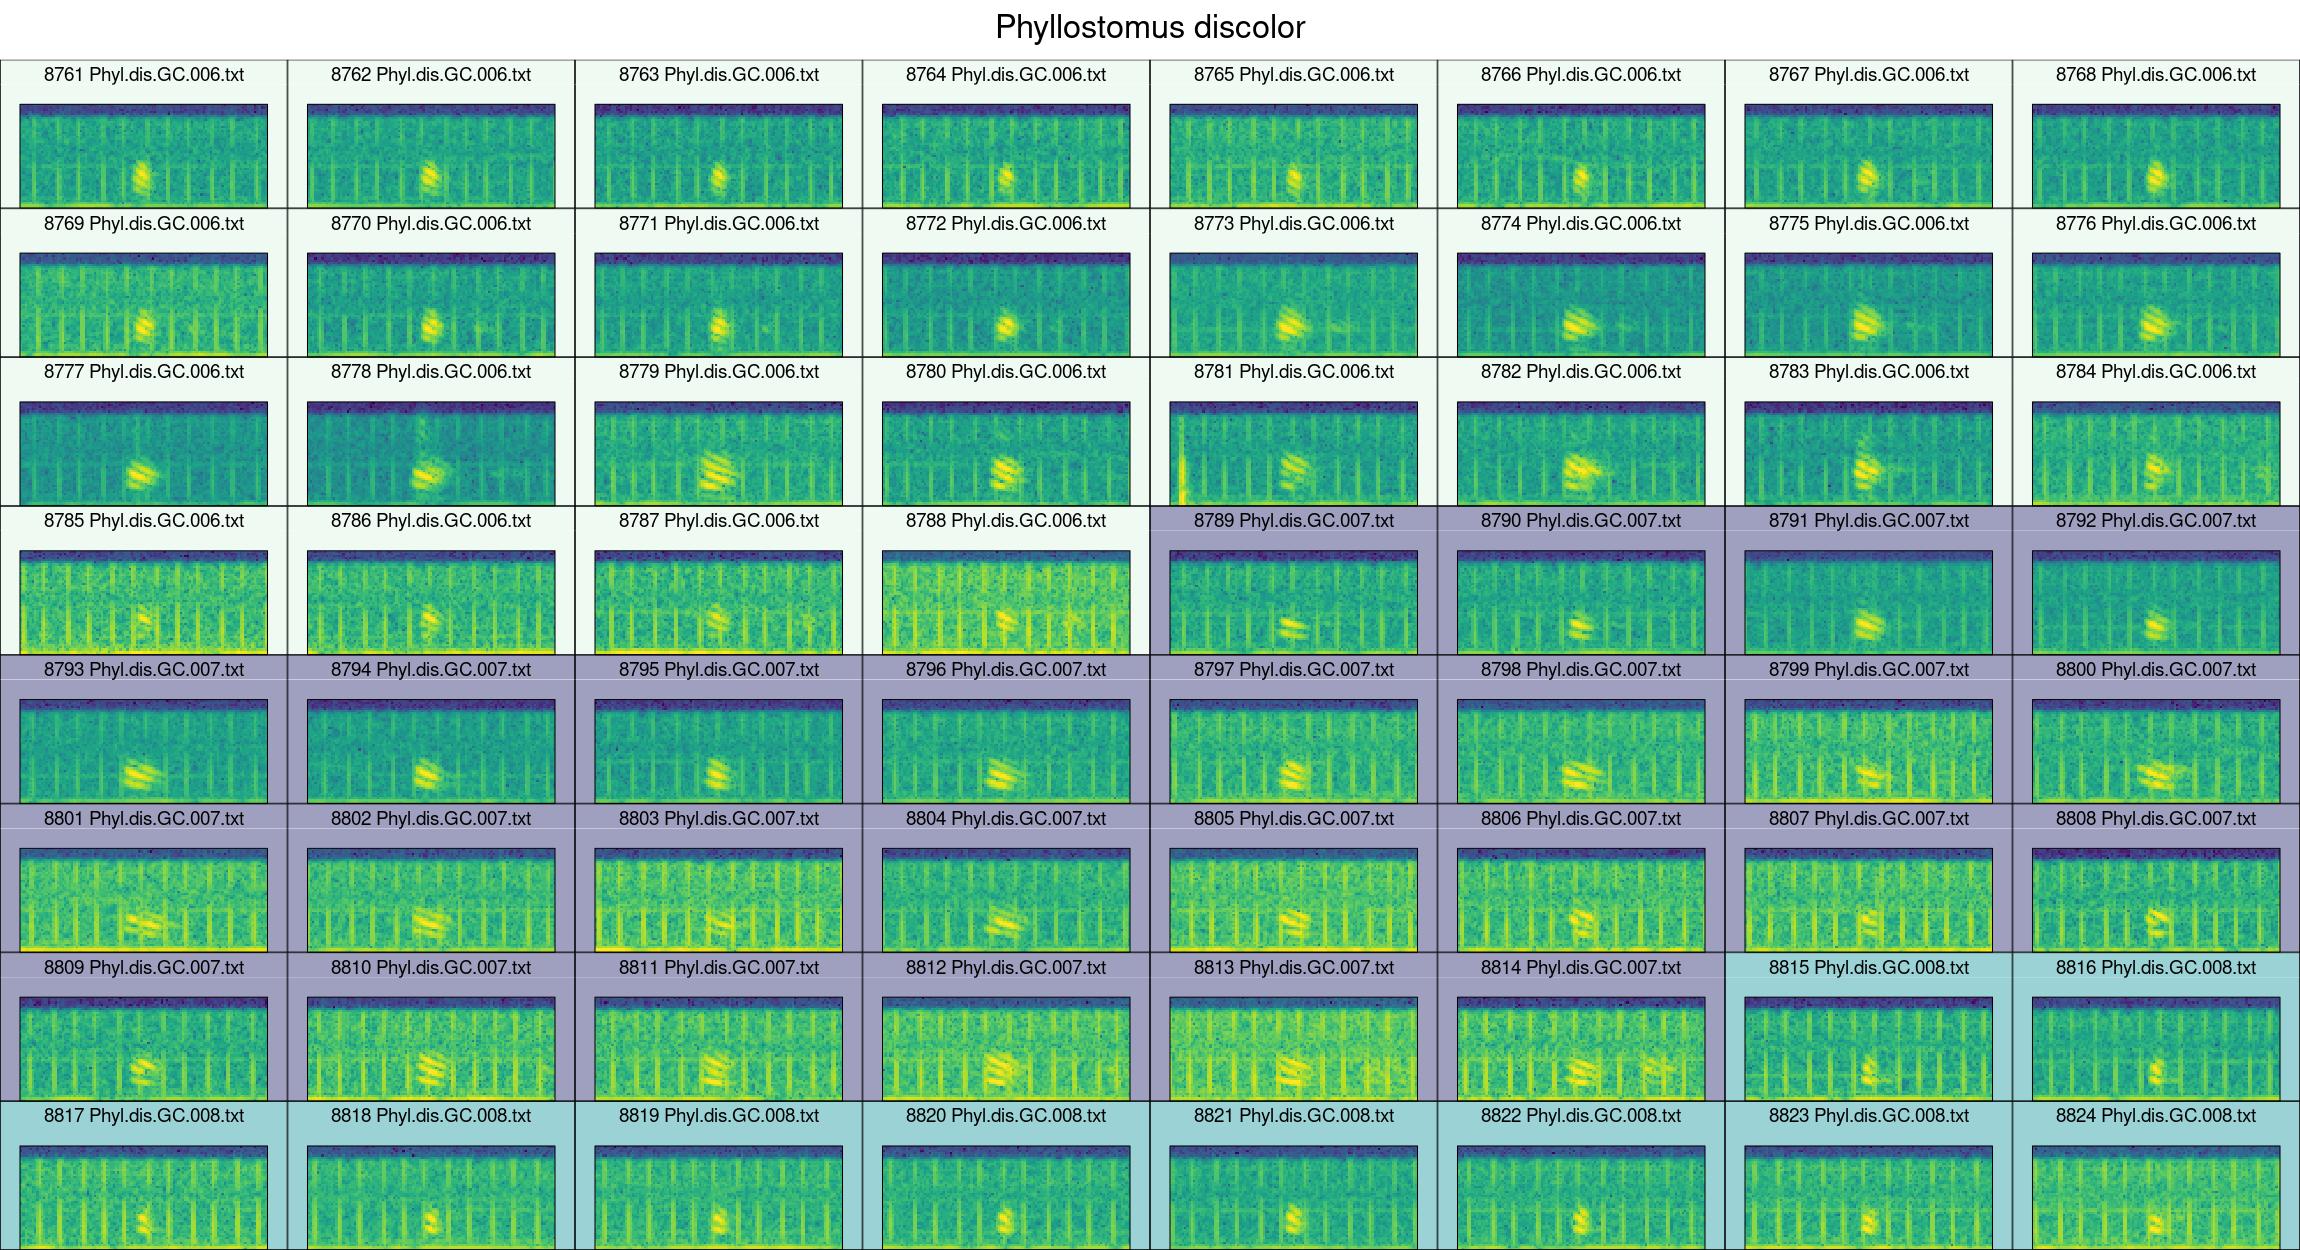 Phyllostomus discolor
8761 Phyl.dis.GC.006.txt 8762 Phyl.dis.GC.006.txt 8763 Phyl.dis.GC.006.txt 8764 Phyl.dis.GC.006.txt 8765 Phyl.dis.GC.006.txt 8766 Phyl.dis.GC.006.txt 8767 Phyl.dis.GC.006.txt 8768 Phyl.dis.GC.006.txt
8769 Phyl.dis.GC.006.txt 8770 Phyl.dis.GC.006.txt 8771 Phyl.dis.GC.006.txt 8772 Phyl.dis.GC.006.txt 8773 Phyl.dis.GC.006.txt 8774 Phyl.dis.GC.006.txt 8775 Phyl.dis.GC.006.txt 8776 Phyl.dis.GC.006.txt
8777 Phyl.dis.GC.006.txt 8778 Phyl.dis.GC.006.txt 8779 Phyl.dis.GC.006.txt 8780 Phyl.dis.GC.006.txt 8781 Phyl.dis.GC.006.txt 8782 Phyl.dis.GC.006.txt 8783 Phyl.dis.GC.006.txt 8784 Phyl.dis.GC.006.txt
8785 Phyl.dis.GC.006.txt 8786 Phyl.dis.GC.006.txt 8787 Phyl.dis.GC.006.txt 8788 Phyl.dis.GC.006.txt 8789 Phyl.dis.GC.007.txt 8790 Phyl.dis.GC.007.txt 8791 Phyl.dis.GC.007.txt 8792 Phyl.dis.GC.007.txt
8793 Phyl.dis.GC.007.txt 8794 Phyl.dis.GC.007.txt 8795 Phyl.dis.GC.007.txt 8796 Phyl.dis.GC.007.txt 8797 Phyl.dis.GC.007.txt 8798 Phyl.dis.GC.007.txt 8799 Phyl.dis.GC.007.txt 8800 Phyl.dis.GC.007.txt
8801 Phyl.dis.GC.007.txt 8802 Phyl.dis.GC.007.txt 8803 Phyl.dis.GC.007.txt 8804 Phyl.dis.GC.007.txt 8805 Phyl.dis.GC.007.txt 8806 Phyl.dis.GC.007.txt 8807 Phyl.dis.GC.007.txt 8808 Phyl.dis.GC.007.txt
8809 Phyl.dis.GC.007.txt 8810 Phyl.dis.GC.007.txt 8811 Phyl.dis.GC.007.txt 8812 Phyl.dis.GC.007.txt 8813 Phyl.dis.GC.007.txt 8814 Phyl.dis.GC.007.txt 8815 Phyl.dis.GC.008.txt 8816 Phyl.dis.GC.008.txt
8817 Phyl.dis.GC.008.txt 8818 Phyl.dis.GC.008.txt 8819 Phyl.dis.GC.008.txt 8820 Phyl.dis.GC.008.txt 8821 Phyl.dis.GC.008.txt 8822 Phyl.dis.GC.008.txt 8823 Phyl.dis.GC.008.txt 8824 Phyl.dis.GC.008.txt